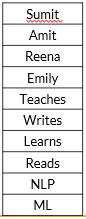 Sumit
Amit
Reena
Emily
Teaches
Writes
Learns
Reads
NLP
ML